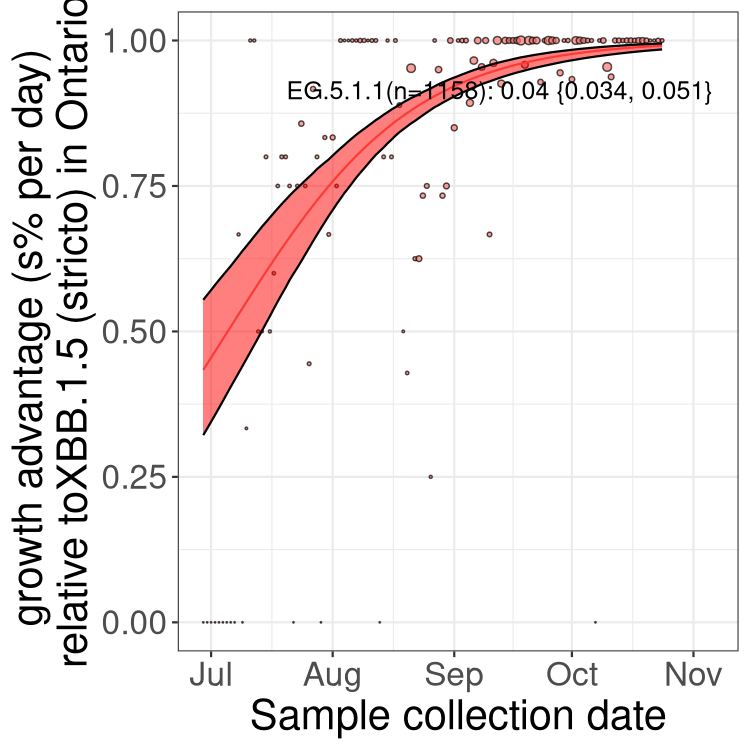 growth advantage (s% per day)
relative toXBB.1.5 (stricto) in Ontario
1.00
0.75
0.50
0.25
0.00
EG.5.1.1(n=1158): 0.04 {0.034, 0.051}
Jul Aug Sep Oct Nov
Sample collection date